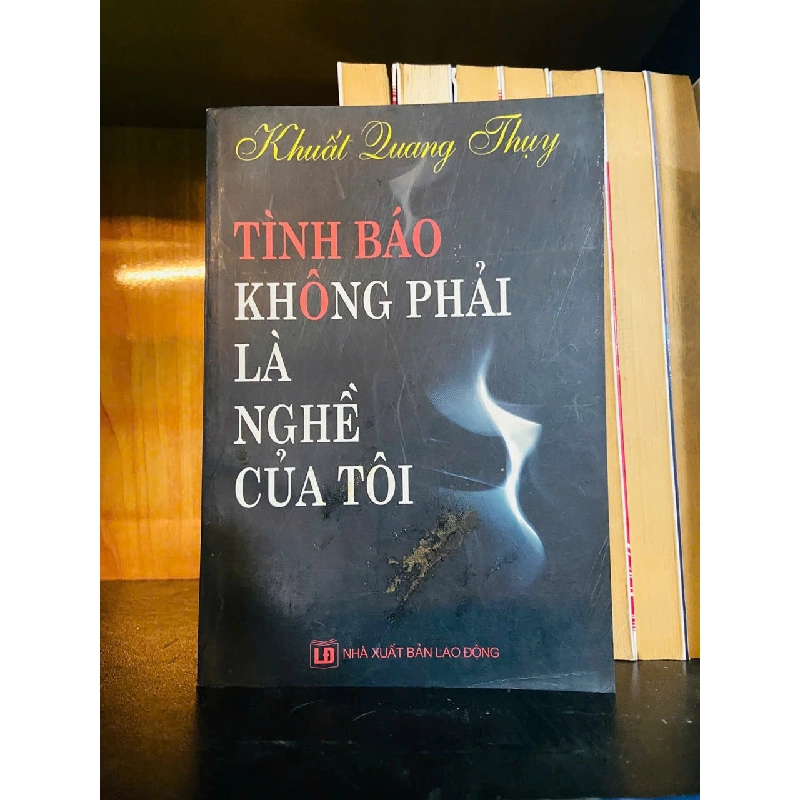 Khuất Quang Thụy
TÌNH BÁO
KHÔNG PHẢI
LÀ
NGHỀ
CỦA TÔI
LĐ NHÀ XUẤT BẢN LAO ĐỘNG